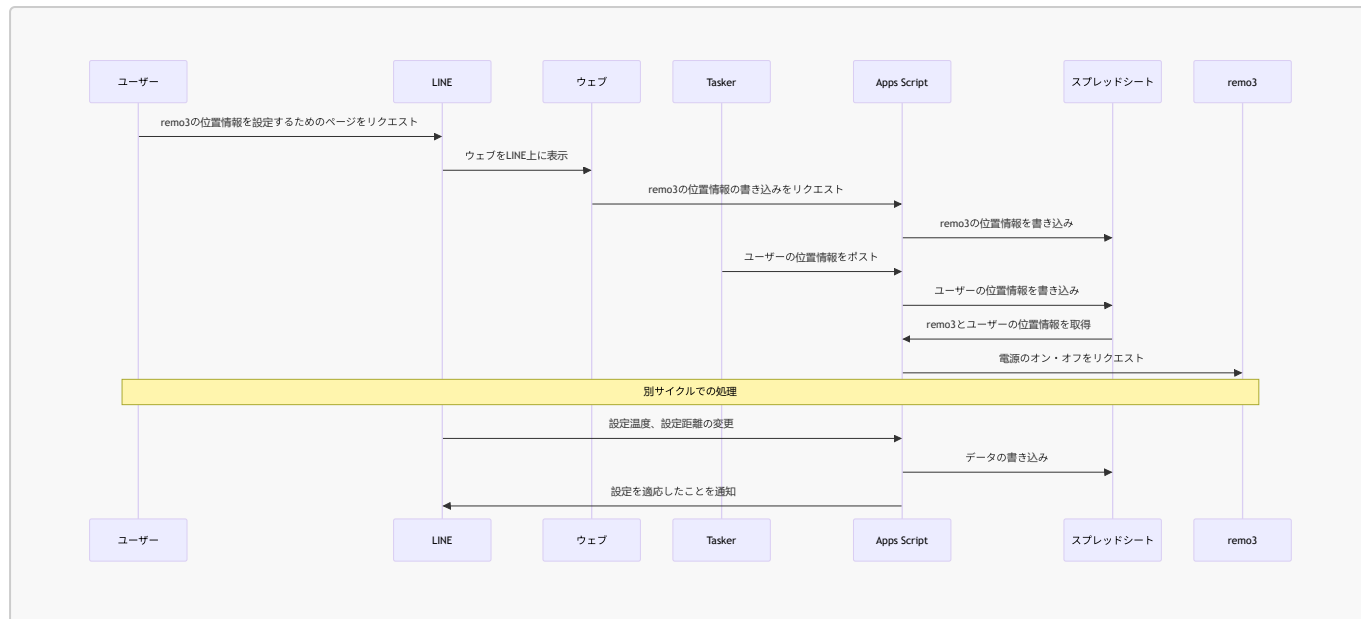 ユーザー
LINE
ウェブ
Tasker
Apps Script
スプレッドシート
remo3
remo3の位置情報を設定するためのページをリクエスト
ウェブをLINE上に表示
remo3の位置情報の書き込みをリクエスト
remo3の位置情報を書き込み
ユーザーの位置情報をポスト
ユーザーの位置情報を書き込み
remo3とユーザーの位置情報を取得
電源のオン・オフをリクエスト
別サイクルでの処理
設定温度、設定距離の変更
データの書き込み
設定を適応したことを通知
ユーザー
LINE
ウェブ
Tasker
Apps Script
スプレッドシート
remo3